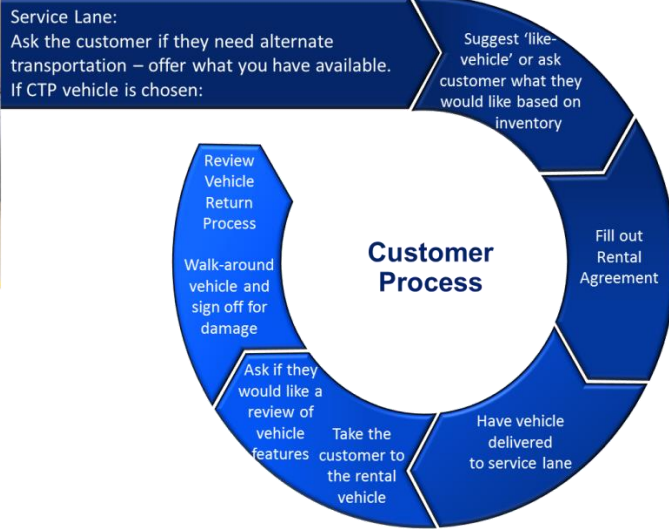 Service Lane:
Ask the customer if they need alternate
transportation – offer what you have available.
If CTP vehicle is chosen:
Suggest ‘like-
vehicle’ or ask
customer what they
would like based on
inventory
Fill out
Rental
Agreement
Have vehicle
delivered
to service lane
Take the
customer to
the rental
vehicle
Ask if they
would like a
review of
vehicle
features
Review
Vehicle
Return
Process
Walk-around
vehicle and
sign off for
damage
Customer
Process